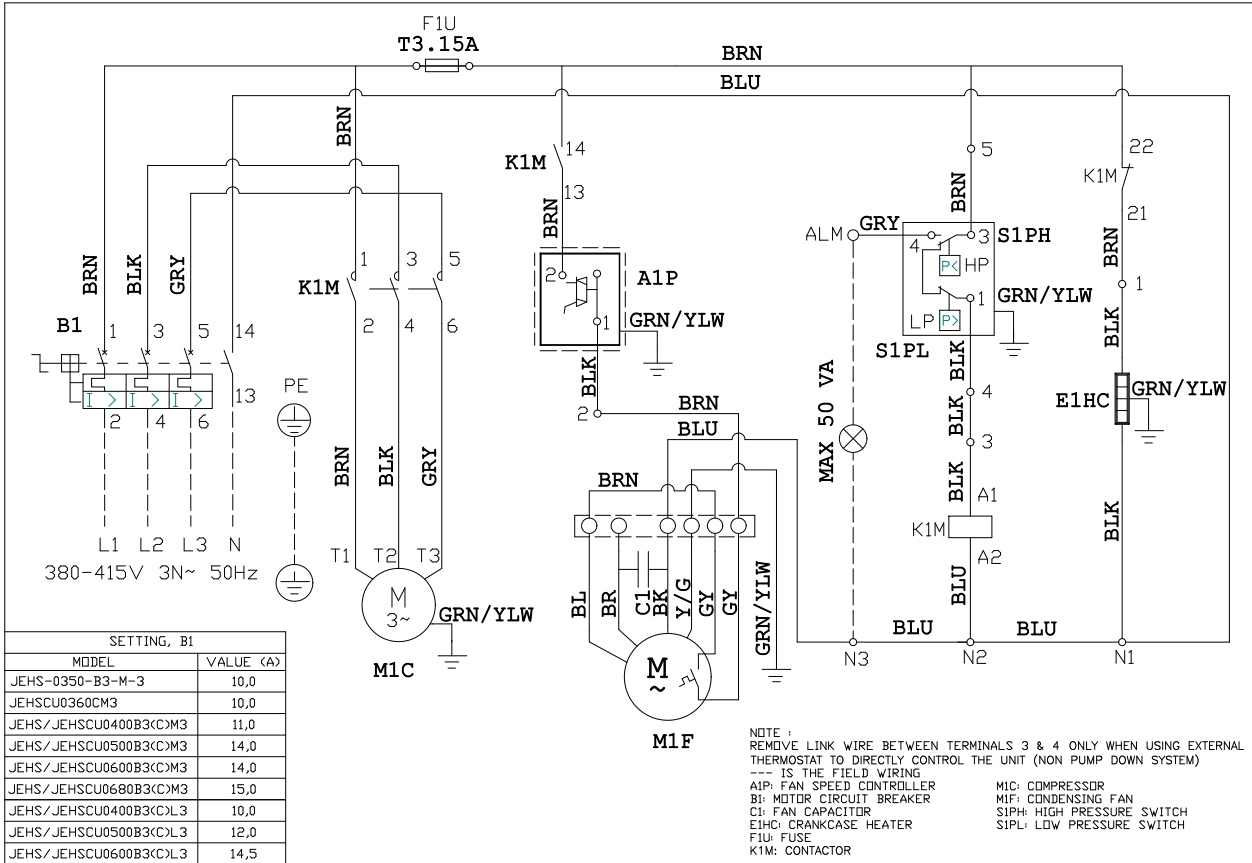 F1U
T3.15A
BRN
BLU
BRN
K1M
14
13
BRN
5
BRN
22
K1M
21
BRN
1
BLK
BRN
BLK
GRY
B1
1
3
5
14
13
I >
I >
I >
2
4
6
PE
K1M
1
3
5
2
4
6
2
1
A1P
GRN/YLW
BLK
2
BRN
BLU
ALM
GRY
4
3
S1PH
P<
HP
1
GRN/YLW
LP
P>
S1PL
BLK
4
BLK
3
BLK
A1
K1M
A2
BLU
MAX 50 VA
E1HC
GRN/YLW
BLK
L1
L2
L3
N
380-415V 3N~ 50Hz
BRN
BLK
GRY
T1
T2
T3
M
3~
GRN/YLW
M1C
BRN
BL
BR
C1
BK
Y/G
GY
GY
GRN/YLW
M
~
M1F
BLU
BLU
N3
N2
N1
SETTING, B1
MODEL VALUE (A)
JEHS-0350-B3-M-3 10,0
JEHSCU0360CM3 10,0
JEHS/JEHSCU0400B3(C)M3 11,0
JEHS/JEHSCU0500B3(C)M3 14,0
JEHS/JEHSCU0600B3(C)M3 14,0
JEHS/JEHSCU0680B3(C)M3 15,0
JEHS/JEHSCU0400B3(C)L3 10,0
JEHS/JEHSCU0500B3(C)L3 12,0
JEHS/JEHSCU0600B3(C)L3 14,5
NOTE :
REMOVE LINK WIRE BETWEEN TERMINALS 3 & 4 ONLY WHEN USING EXTERNAL
THERMOSTAT TO DIRECTLY CONTROL THE UNIT (NON PUMP DOWN SYSTEM)
--- IS THE FIELD WIRING
A1P: FAN SPEED CONTROLLER
B1: MOTOR CIRCUIT BREAKER
C1: FAN CAPACITOR
E1HC: CRANKCASE HEATER
F1U: FUSE
K1M: CONTACTOR
M1C: COMPRESSOR
M1F: CONDENSING FAN
S1PH: HIGH PRESSURE SWITCH
S1PL: LOW PRESSURE SWITCH